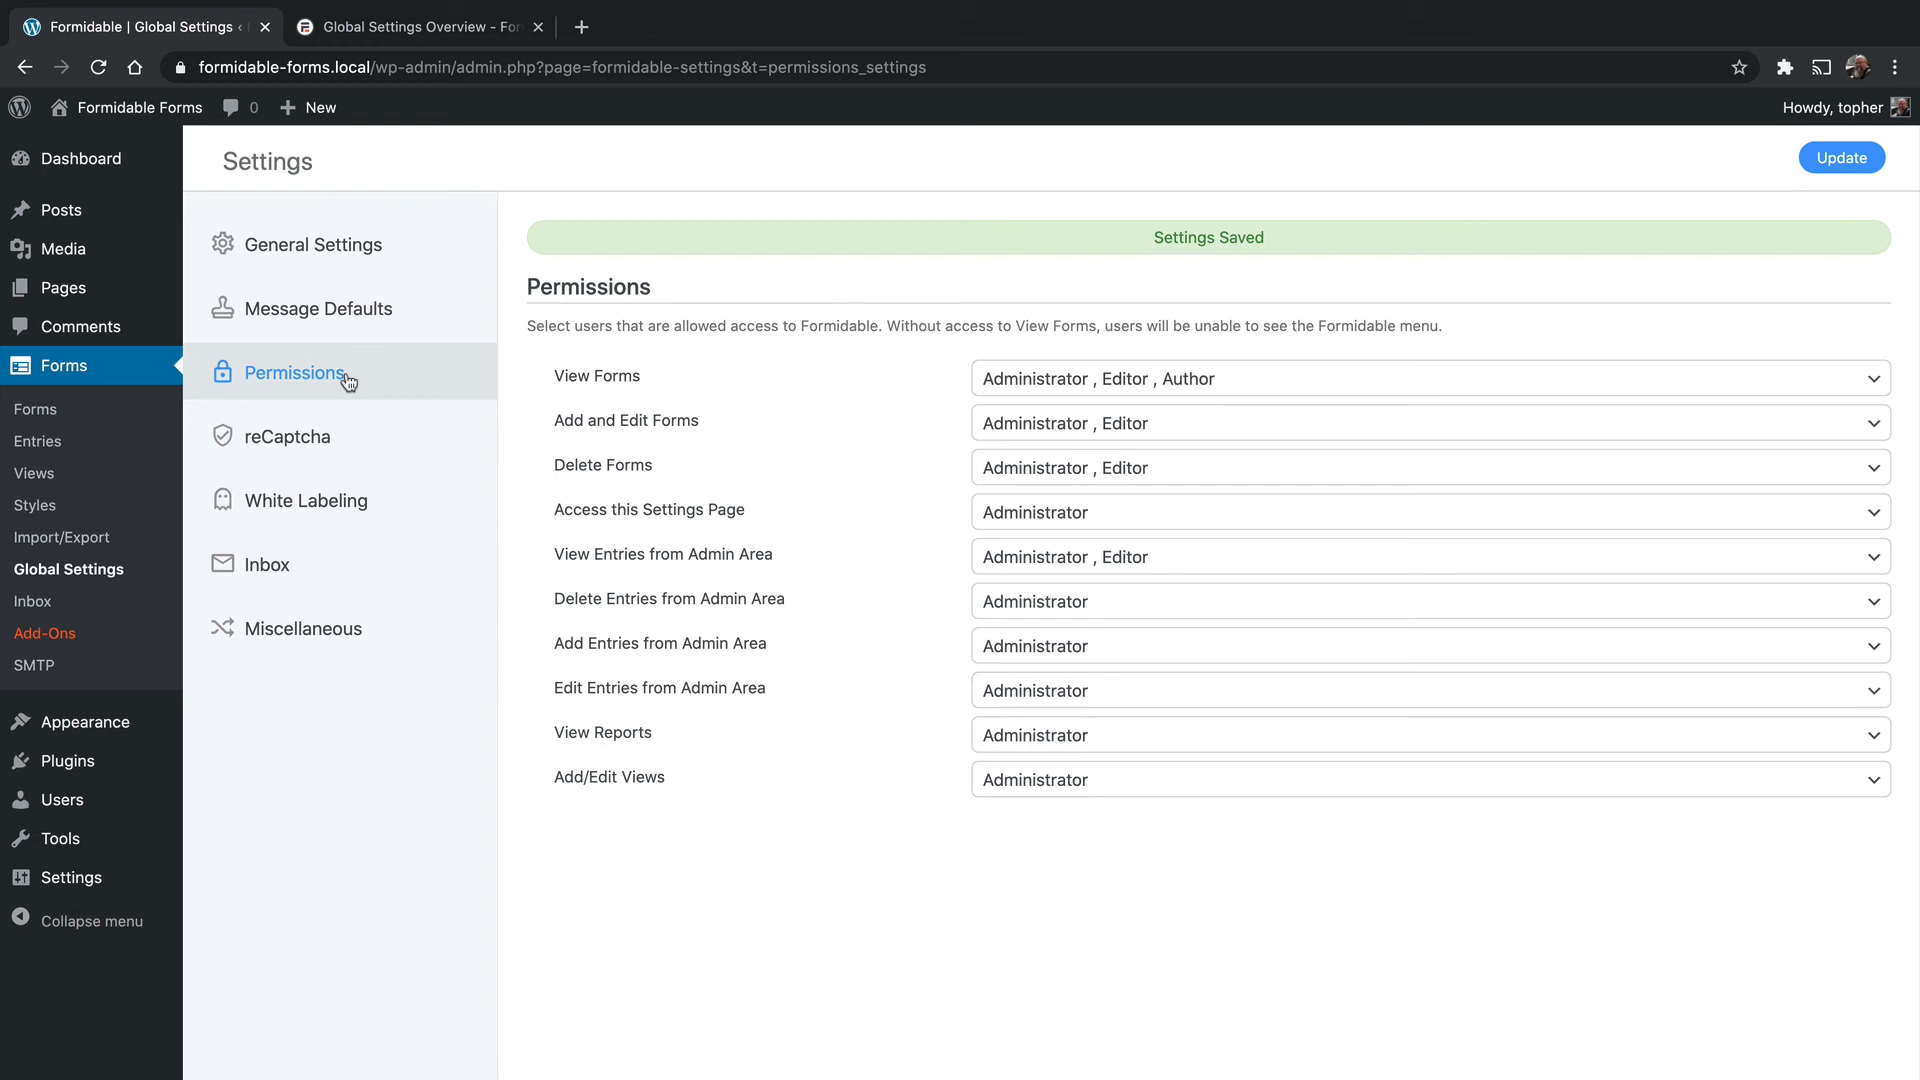 Formidable | Global Settings ‹
Global Settings Overview - For
formidable-forms.local/wp-admin/admin.php?page=formidable-settings&t=permissions_settings
Formidable Forms
0
New
Howdy, topher
Dashboard
Posts
Media
Pages
Comments
Forms
Forms
Entries
Views
Styles
Import/Export
Global Settings
Inbox
Add-Ons
SMTP
Appearance
Plugins
Users
Tools
Settings
Collapse menu
Settings
Update
General Settings
Message Defaults
Permissions
reCaptcha
White Labeling
Inbox
Miscellaneous
Settings Saved
Permissions
Select users that are allowed access to Formidable. Without access to View Forms, users will be unable to see the Formidable menu.
View Forms
Administrator , Editor , Author
Add and Edit Forms
Administrator , Editor
Delete Forms
Administrator , Editor
Access this Settings Page
Administrator
View Entries from Admin Area
Administrator , Editor
Delete Entries from Admin Area
Administrator
Add Entries from Admin Area
Administrator
Edit Entries from Admin Area
Administrator
View Reports
Administrator
Add/Edit Views
Administrator